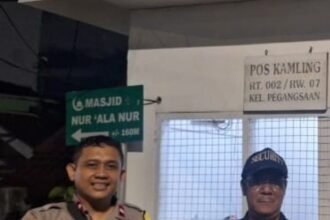 MASJID
NUR 'ALA NUR
+/- 160M
POS KAMLING
RT. 002 / RW. 07
KEL. PEGANGSAAN
SECURITY